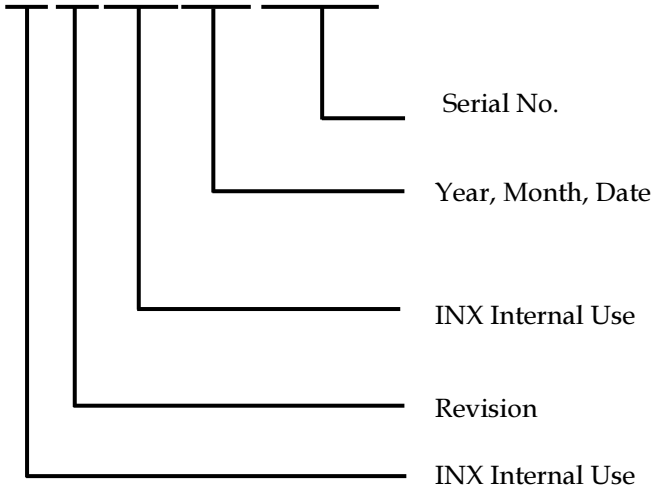 Serial No.
Year, Month, Date
INX Internal Use
Revision
INX Internal Use